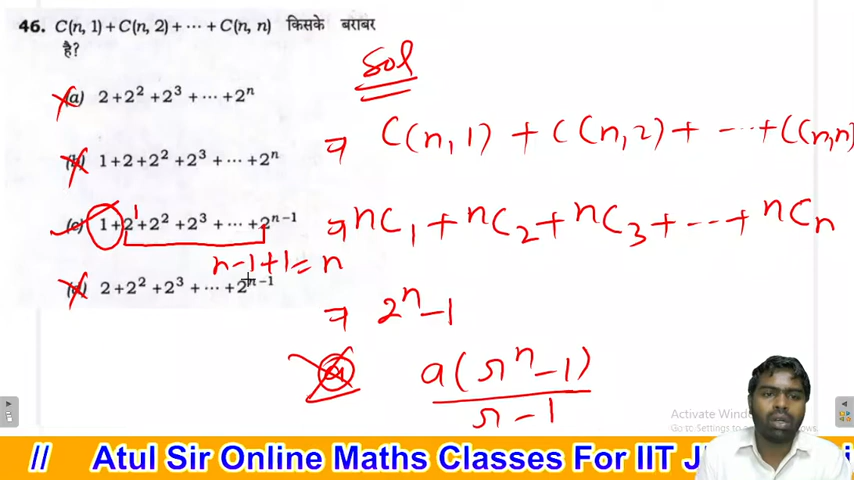 46. C(n, 1) + C(n, 2) + ··· + C(n, n) किसके बराबर
है?
(a) 2 + 2² + 2³ + ··· + 2ⁿ
(b) 1 + 2 + 2² + 2³ + ··· + 2ⁿ
(c) 1 + 2 + 2² + 2³ + ··· + 2ⁿ⁻¹
n-1+1=n
(d) 2 + 2² + 2³ + ··· + 2ⁿ⁻¹
Sol
⇒ C(n,1) + C(n,2) + ··· + C(n,n)
⇒ nC₁ + nC₂ + nC₃ + ··· + nCₙ
⇒ 2ⁿ-1
a(rⁿ-1)
r-1
Activate Wind
Go to Settings to
// Atul Sir Online Maths Classes For IIT J